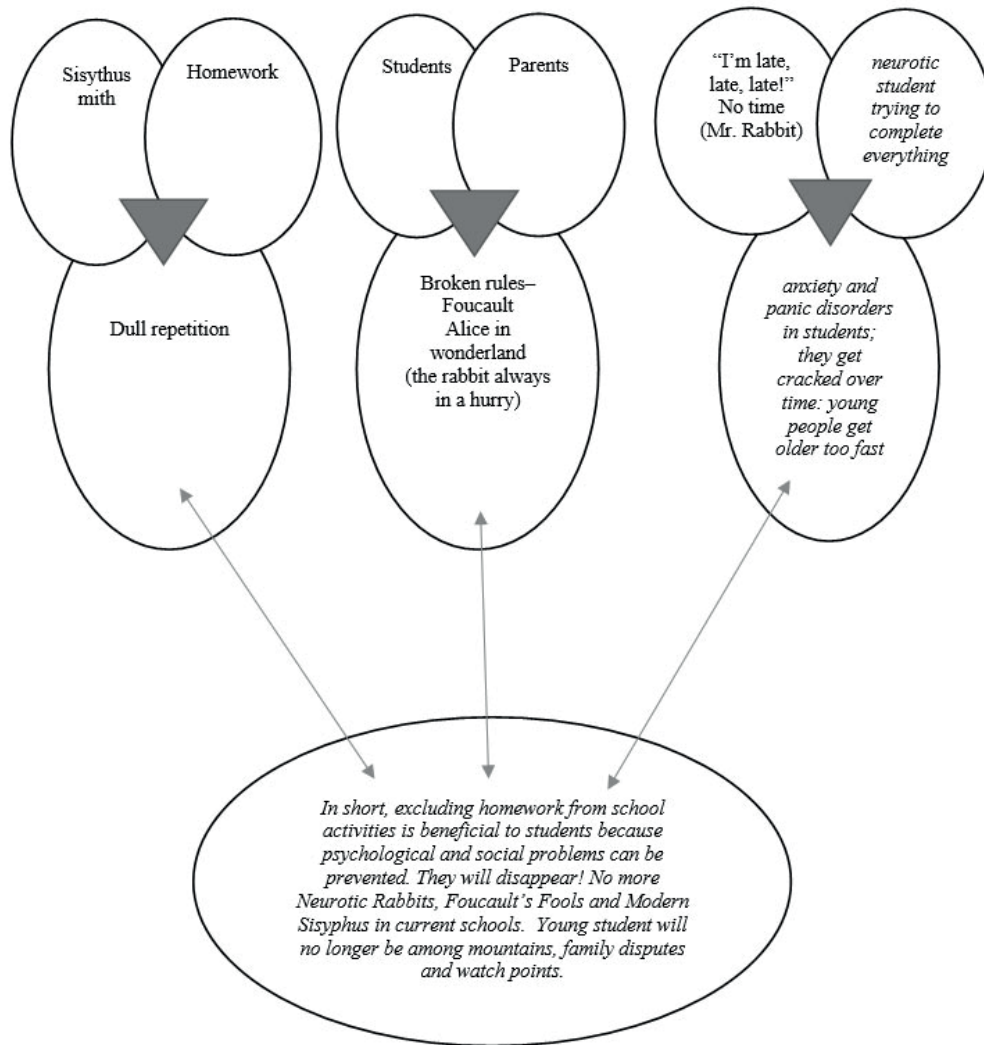 Sisythus
mith
Homework
Dull repetition
Students
Parents
Broken rules–
Foucault
Alice in
wonderland
(the rabbit always
in a hurry)
“I’m late,
late, late!”
No time
(Mr. Rabbit)
neurotic
student
trying to
complete
everything
anxiety and
panic disorders
in students;
they get
cracked over
time: young
people get
older too fast
In short, excluding homework from school
activities is beneficial to students because
psychological and social problems can be
prevented. They will disappear! No more
Neurotic Rabbits, Foucault’s Fools and Modern
Sisyphus in current schools. Young student will
no longer be among mountains, family disputes
and watch points.